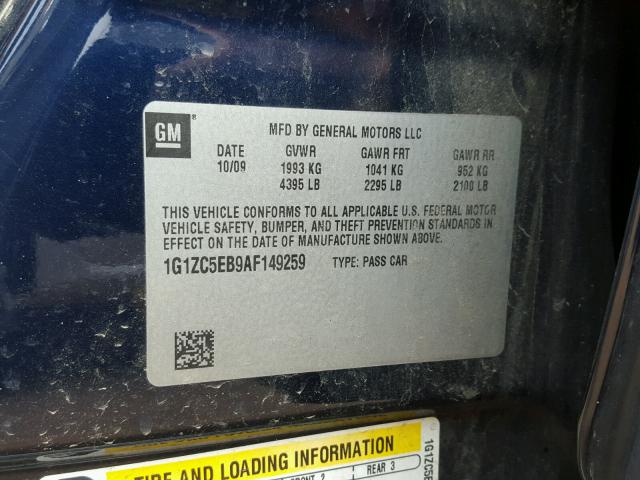 GM®
MFD BY GENERAL MOTORS LLC
DATE GVWR GAWR FRT GAWR RR
10/09 1993 KG 1041 KG 952 KG
4395 LB 2295 LB 2100 LB
THIS VEHICLE CONFORMS TO ALL APPLICABLE U.S. FEDERAL MOTOR
VEHICLE SAFETY, BUMPER, AND THEFT PREVENTION STANDARDS IN
EFFECT ON THE DATE OF MANUFACTURE SHOWN ABOVE.
1G1ZC5EB9AF149259 TYPE: PASS CAR
TIRE AND LOADING INFORMATION
FRONT 2 REAR 3
1G1ZC5E